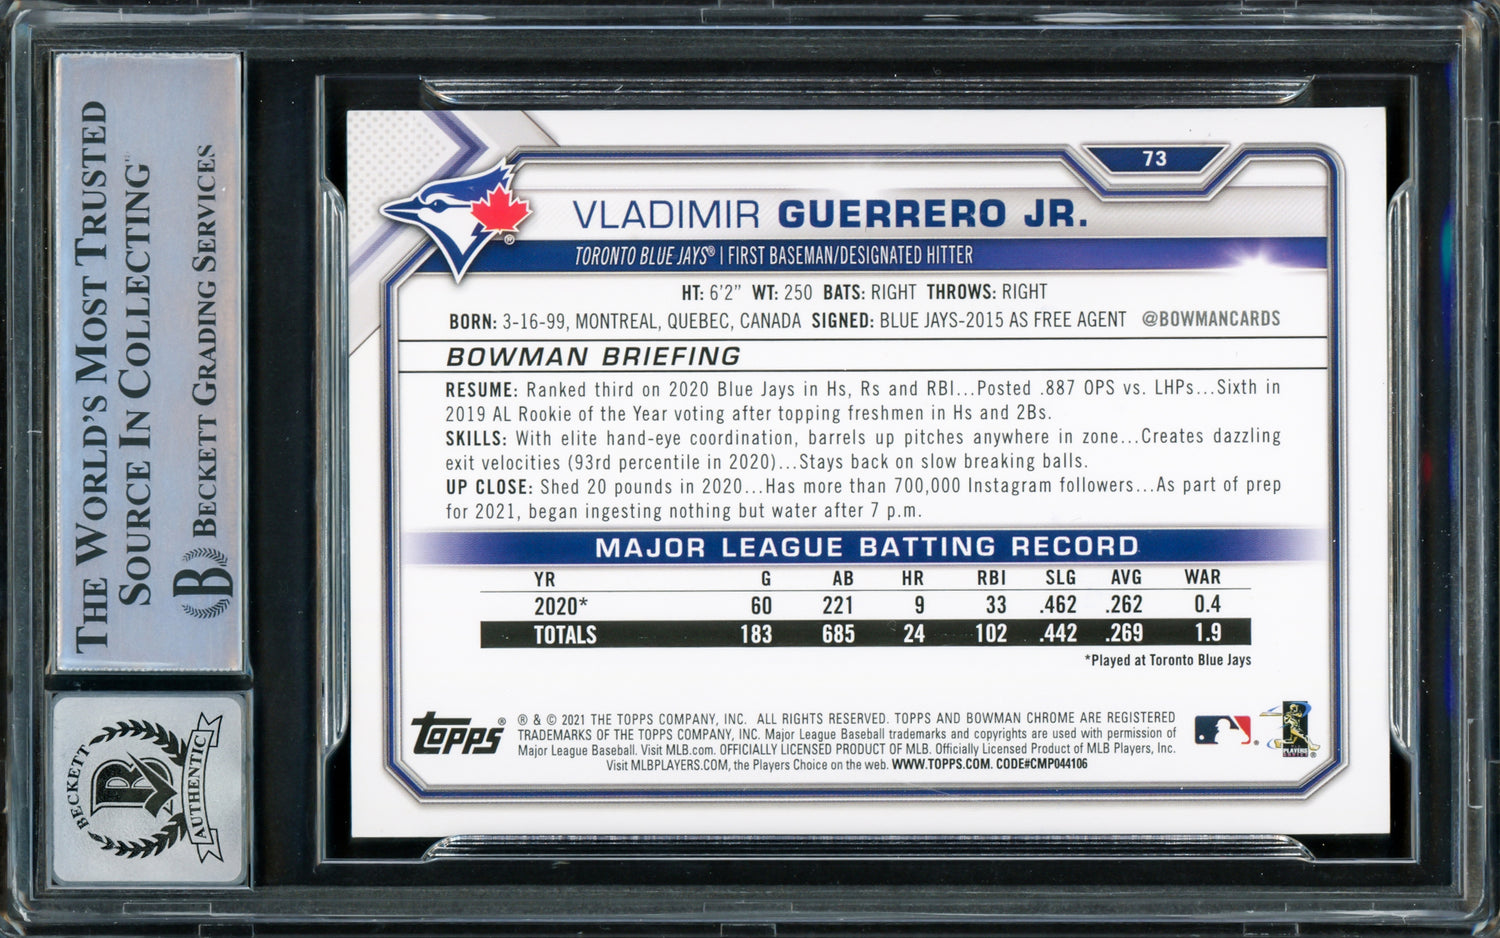 THE WORLD'S MOST TRUSTED
SOURCE IN COLLECTING™
BECKETT GRADING SERVICES
B
BECKETT
B
AUTHENTIC
73
VLADIMIR GUERRERO JR.
TORONTO BLUE JAYS® | FIRST BASEMAN/DESIGNATED HITTER
HT: 6'2" WT: 250 BATS: RIGHT THROWS: RIGHT
BORN: 3-16-99, MONTREAL, QUEBEC, CANADA SIGNED: BLUE JAYS-2015 AS FREE AGENT @BOWMANCARDS
BOWMAN BRIEFING
RESUME: Ranked third on 2020 Blue Jays in Hs, Rs and RBI...Posted .887 OPS vs. LHPs...Sixth in
2019 AL Rookie of the Year voting after topping freshmen in Hs and 2Bs.
SKILLS: With elite hand-eye coordination, barrels up pitches anywhere in zone...Creates dazzling
exit velocities (93rd percentile in 2020)...Stays back on slow breaking balls.
UP CLOSE: Shed 20 pounds in 2020...Has more than 700,000 Instagram followers...As part of prep
for 2021, began ingesting nothing but water after 7 p.m.
MAJOR LEAGUE BATTING RECORD
YR G AB HR RBI SLG AVG WAR
2020* 60 221 9 33 .462 .262 0.4
TOTALS 183 685 24 102 .442 .269 1.9
*Played at Toronto Blue Jays
Topps®
® & © 2021 THE TOPPS COMPANY, INC. ALL RIGHTS RESERVED. TOPPS AND BOWMAN CHROME ARE REGISTERED
TRADEMARKS OF THE TOPPS COMPANY, INC. Major League Baseball trademarks and copyrights are used with permission of
Major League Baseball. Visit MLB.com. OFFICIALLY LICENSED PRODUCT OF MLB. Officially Licensed Product of MLB Players, Inc.
Visit MLBPLAYERS.COM, the Players Choice on the web. WWW.TOPPS.COM. CODE#CMP044106
PLAYERS